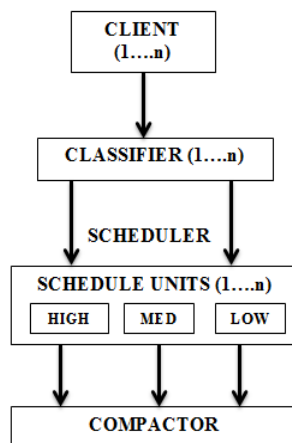 CLIENT
(1....n)
CLASSIFIER (1....n)
SCHEDULER
SCHEDULE UNITS (1....n)
HIGH MED LOW
COMPACTOR